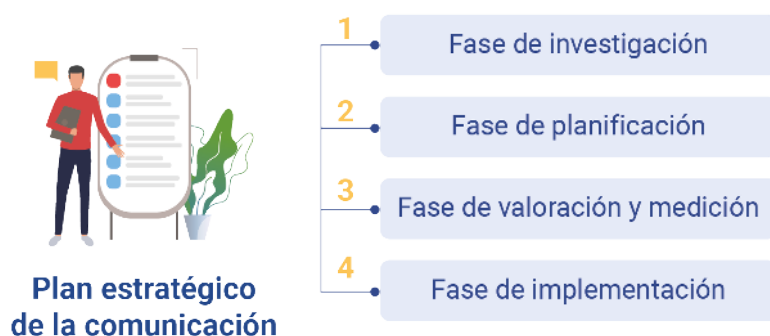 1
Fase de investigación
2
Fase de planificación
3
Fase de valoración y medición
4
Fase de implementación
Plan estratégico
de la comunicación